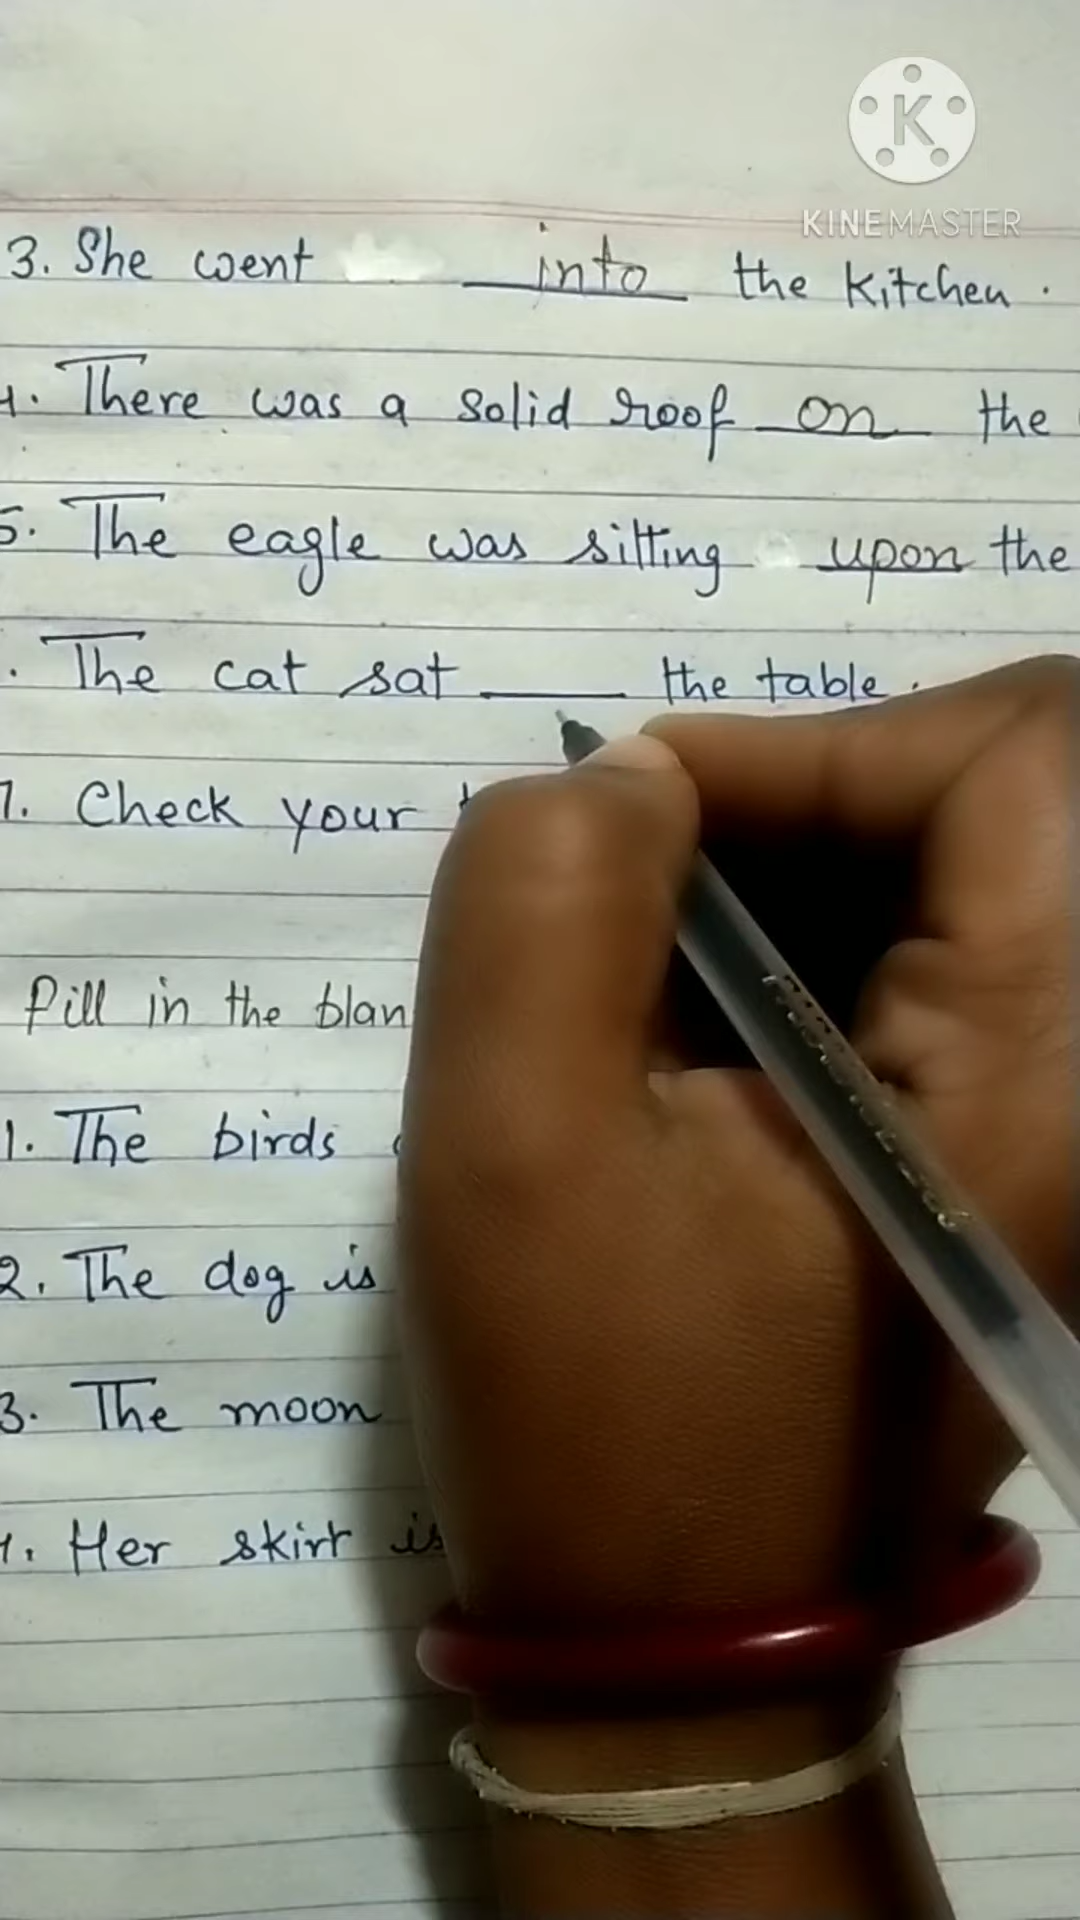 K
KINEMASTER
3. She went into the kitchen.
4. There was a solid roof on the
5. The eagle was sitting upon the
. The cat sat ___ the table.
7. Check your
Fill in the blan
1. The birds
2. The dog is
3. The moon
4. Her skirt is